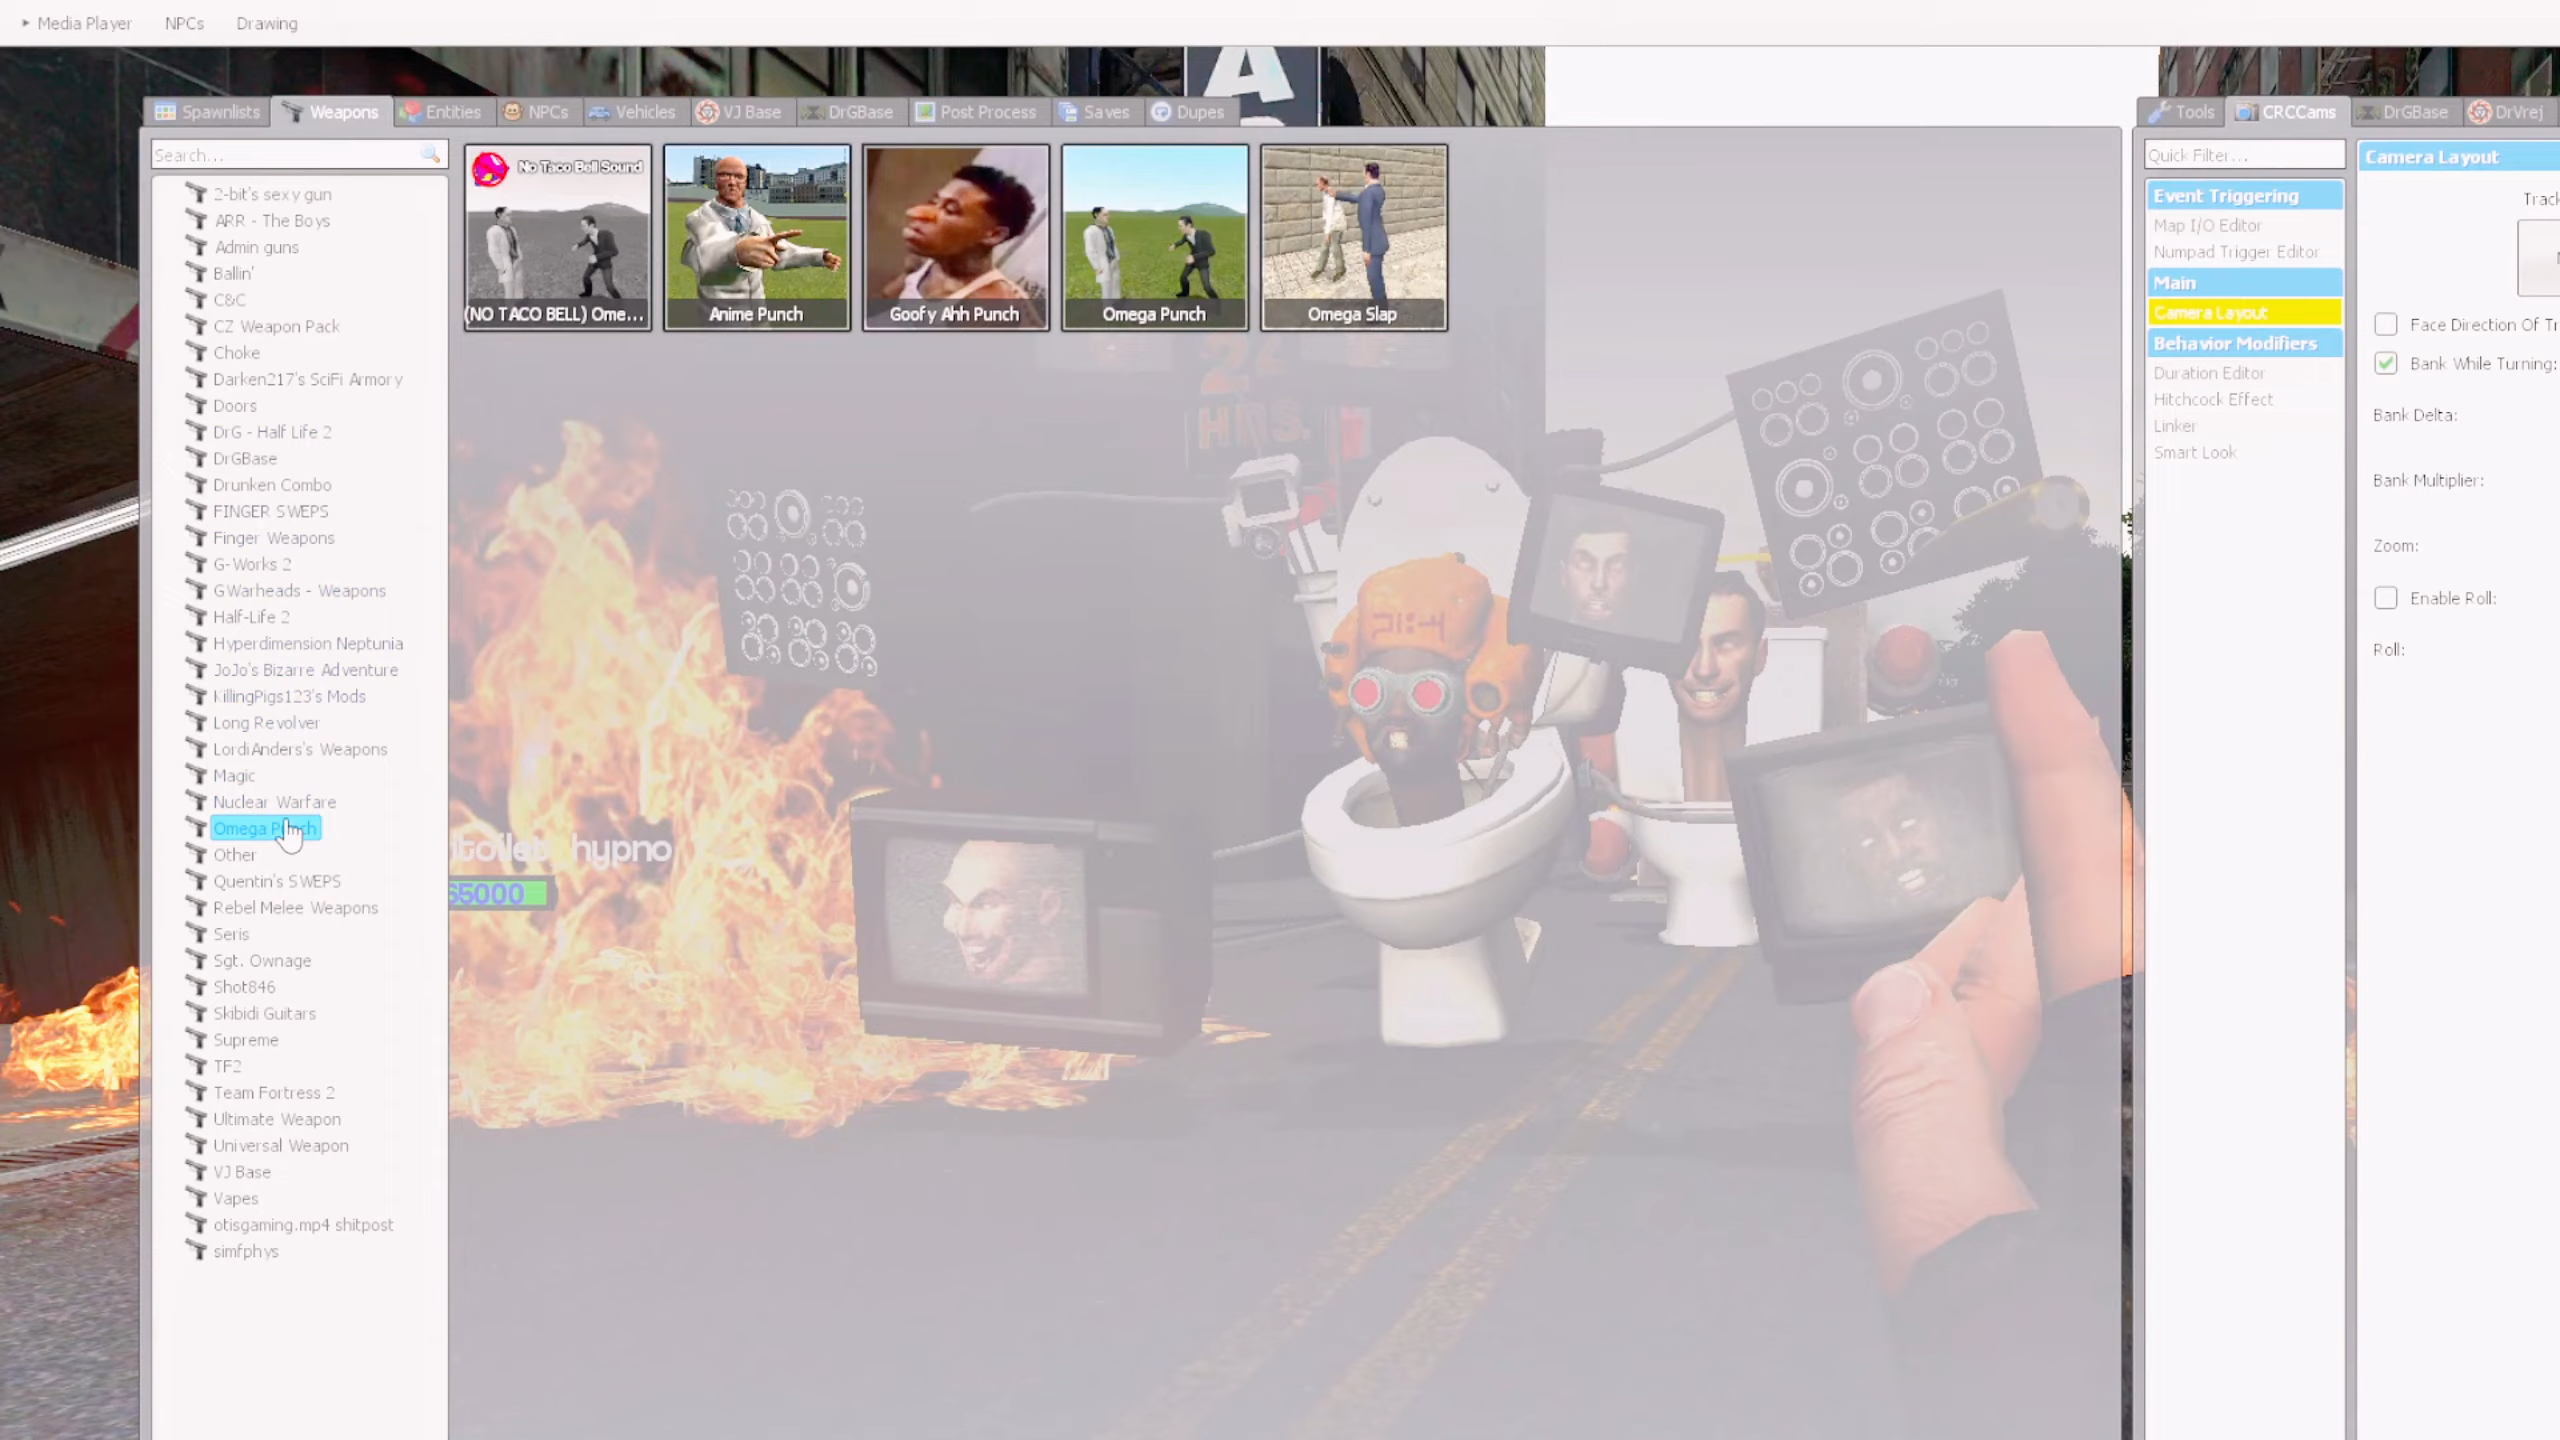 Media Player NPCs Drawing
A
Spawnlists Weapons Entities NPCs Vehicles VJ Base DrGBase Post Process Saves Dupes
Tools CRCCams DrGBase DrVrej
Search...
2-bit's sexy gun
ARR - The Boys
Admin guns
Ballin'
C&C
CZ Weapon Pack
Choke
Darken217's SciFi Armory
Doors
DrG - Half Life 2
DrGBase
Drunken Combo
FINGER SWEPS
Finger Weapons
G-Works 2
GWarheads - Weapons
Half-Life 2
Hyperdimension Neptunia
JoJo's Bizarre Adventure
KillingPigs123's Mods
Long Revolver
LordiAnders's Weapons
Magic
Nuclear Warfare
Omega Punch
Other
Quentin's SWEPS
Rebel Melee Weapons
Seris
Sgt. Ownage
Shot846
Skibidi Guitars
Supreme
TF2
Team Fortress 2
Ultimate Weapon
Universal Weapon
VJ Base
Vapes
otisgaming.mp4 shitpost
simfphys
No Taco Bell Sound
(NO TACO BELL) Ome...
Anime Punch
Goofy Ahh Punch
Omega Punch
Omega Slap
24
HRS.
toilet_hypno
65000
Quick Filter...
Event Triggering
Map I/O Editor
Numpad Trigger Editor
Main
Camera Layout
Behavior Modifiers
Duration Editor
Hitchcock Effect
Linker
Smart Look
Camera Layout
Track
Face Direction Of Tr
Bank While Turning:
Bank Delta:
Bank Multiplier:
Zoom:
Enable Roll:
Roll: